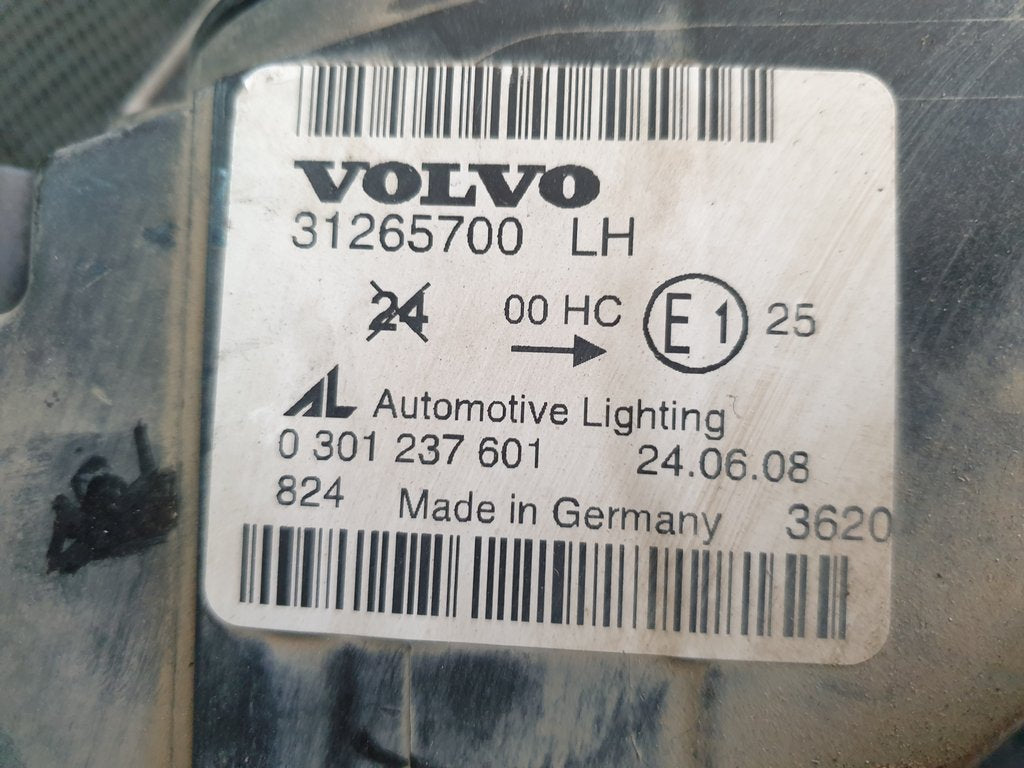 VOLVO
31265700 LH
24 00 HC E1 25
AL Automotive Lighting
0 301 237 601 24.06.08
824 Made in Germany 3620